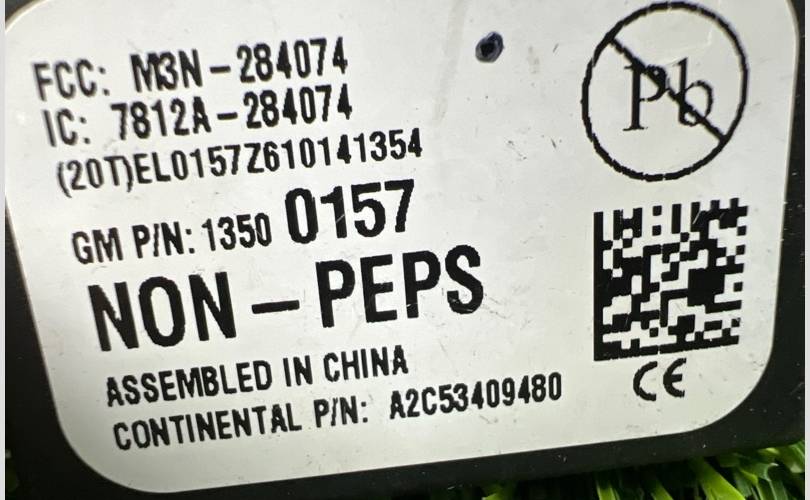 FCC: M3N-284074
IC: 7812A-284074
(20T)EL0157Z610141354
Pb
GM P/N: 1350 0157
NON-PEPS
ASSEMBLED IN CHINA
CONTINENTAL P/N: A2C53409480
CE